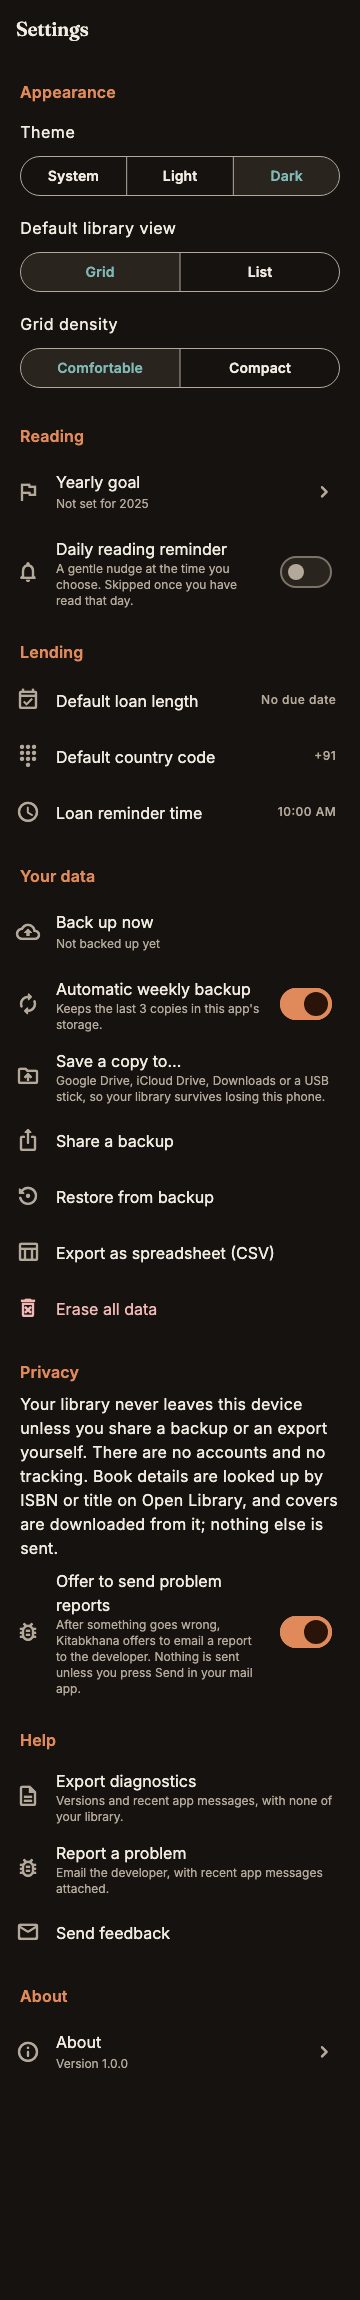 Settings
Appearance
Theme
System Light Dark
Default library view
Grid List
Grid density
Comfortable Compact
Reading
Yearly goal
Not set for 2025
Daily reading reminder
A gentle nudge at the time you
choose. Skipped once you have
read that day.
Lending
Default loan length No due date
Default country code +91
Loan reminder time 10:00 AM
Your data
Back up now
Not backed up yet
Automatic weekly backup
Keeps the last 3 copies in this app's
storage.
Save a copy to...
Google Drive, iCloud Drive, Downloads or a USB
stick, so your library survives losing this phone.
Share a backup
Restore from backup
Export as spreadsheet (CSV)
Erase all data
Privacy
Your library never leaves this device
unless you share a backup or an export
yourself. There are no accounts and no
tracking. Book details are looked up by
ISBN or title on Open Library, and covers
are downloaded from it; nothing else is
sent.
Offer to send problem
reports
After something goes wrong,
Kitabkhana offers to email a report
to the developer. Nothing is sent
unless you press Send in your mail
app.
Help
Export diagnostics
Versions and recent app messages, with none of
your library.
Report a problem
Email the developer, with recent app messages
attached.
Send feedback
About
About
Version 1.0.0